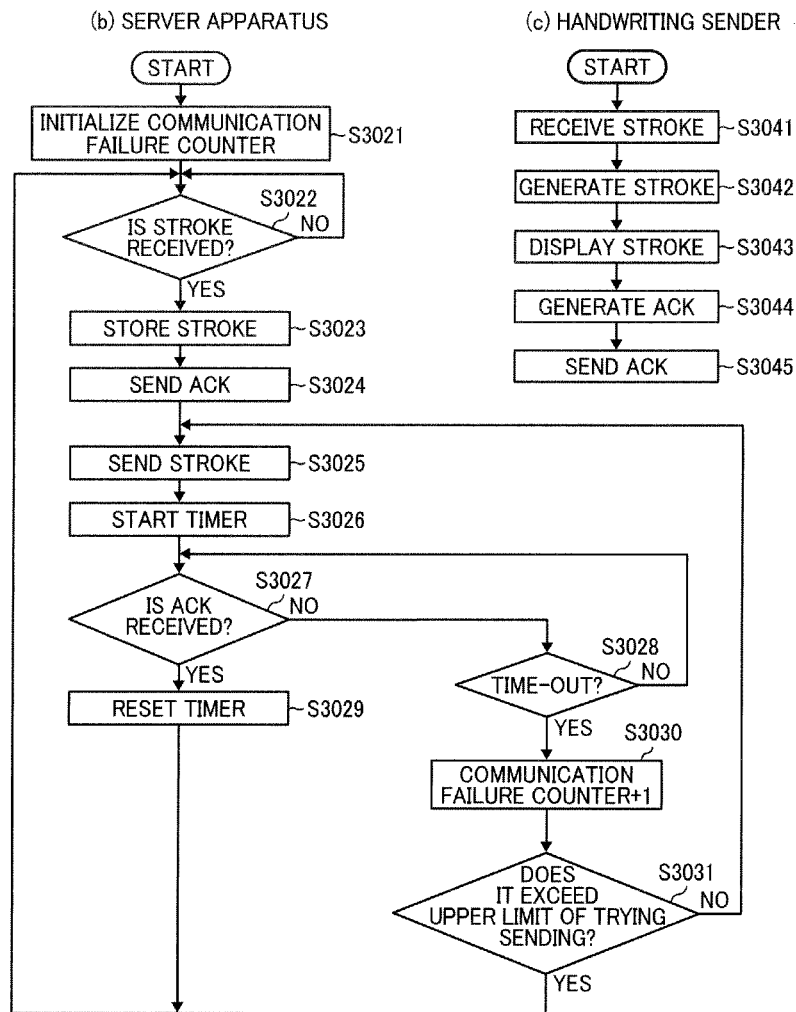 (b) SERVER APPARATUS
START
INITIALIZE COMMUNICATION
FAILURE COUNTER
S3021
S3022
IS STROKE
RECEIVED?
NO
YES
STORE STROKE
S3023
SEND ACK
S3024
SEND STROKE
S3025
START TIMER
S3026
S3027
IS ACK
RECEIVED?
NO
YES
RESET TIMER
S3029
S3028
TIME-OUT?
NO
YES
S3030
COMMUNICATION
FAILURE COUNTER+1
S3031
DOES
IT EXCEED
UPPER LIMIT OF TRYING
SENDING?
NO
YES
(c) HANDWRITING SENDER
START
RECEIVE STROKE
S3041
GENERATE STROKE
S3042
DISPLAY STROKE
S3043
GENERATE ACK
S3044
SEND ACK
S3045